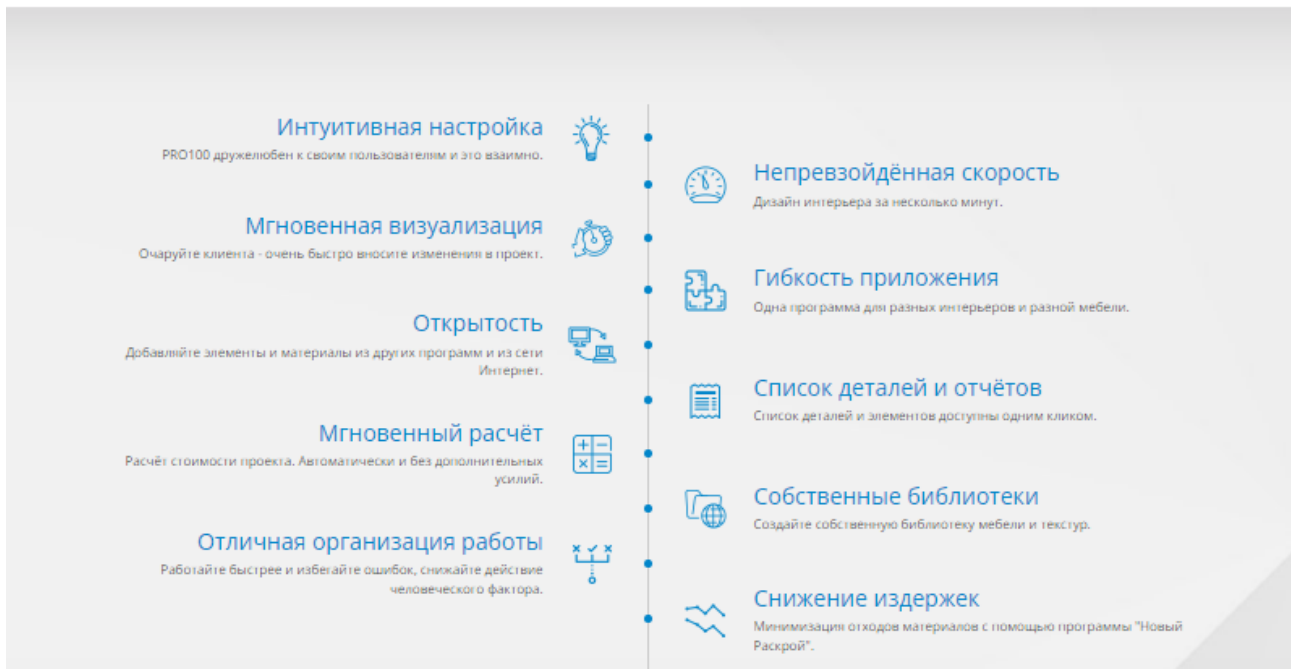 Интуитивная настройка
PRO100 дружелюбен к своим пользователям и это взаимно.
Непревзойдённая скорость
Дизайн интерьера за несколько минут.
Мгновенная визуализация
Очаруйте клиента - очень быстро вносите изменения в проект.
Гибкость приложения
Одна программа для разных интерьеров и разной мебели.
Открытость
Добавляйте элементы и материалы из других программ и из сети
Интернет.
Список деталей и отчётов
Список деталей и элементов доступны одним кликом.
Мгновенный расчёт
Расчёт стоимости проекта. Автоматически и без дополнительных
усилий.
Собственные библиотеки
Создайте собственную библиотеку мебели и текстур.
Отличная организация работы
Работайте быстрее и избегайте ошибок, снижайте действие
человеческого фактора.
Снижение издержек
Минимизация отходов материалов с помощью программы "Новый
Раскрой".